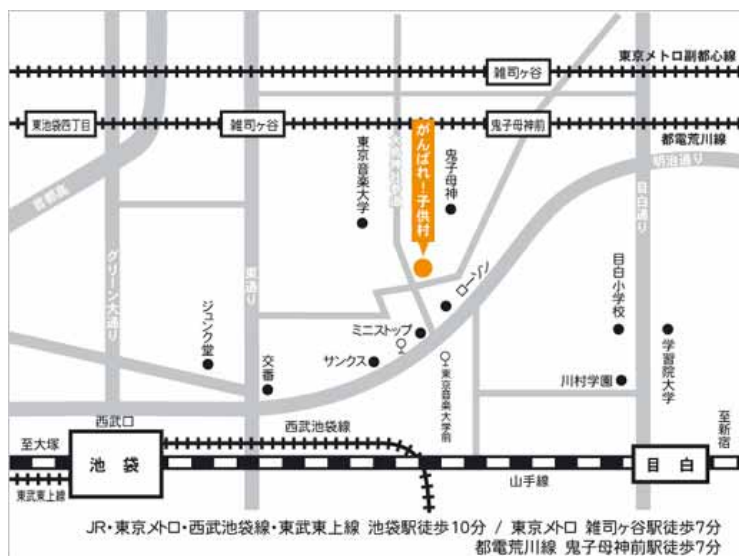 東京メトロ副都心線
雑司ヶ谷
東池袋四丁目
雑司ヶ谷
鬼子母神前
都電荒川線
明治通り
首都高
グリーン大通り
東通り
目白通り
東京音楽大学
がんばれ!子供村
鬼子母神
ローソン
ミニストップ
サンクス
東京音楽大学前
ジュンク堂
交番
目白小学校
学習院大学
川村学園
西武口
西武池袋線
至大塚
池袋
東武東上線
山手線
目白
至新宿
JR・東京メトロ・西武池袋線・東武東上線 池袋駅徒歩10分 / 東京メトロ 雑司ヶ谷駅徒歩7分
都電荒川線 鬼子母神前駅徒歩7分